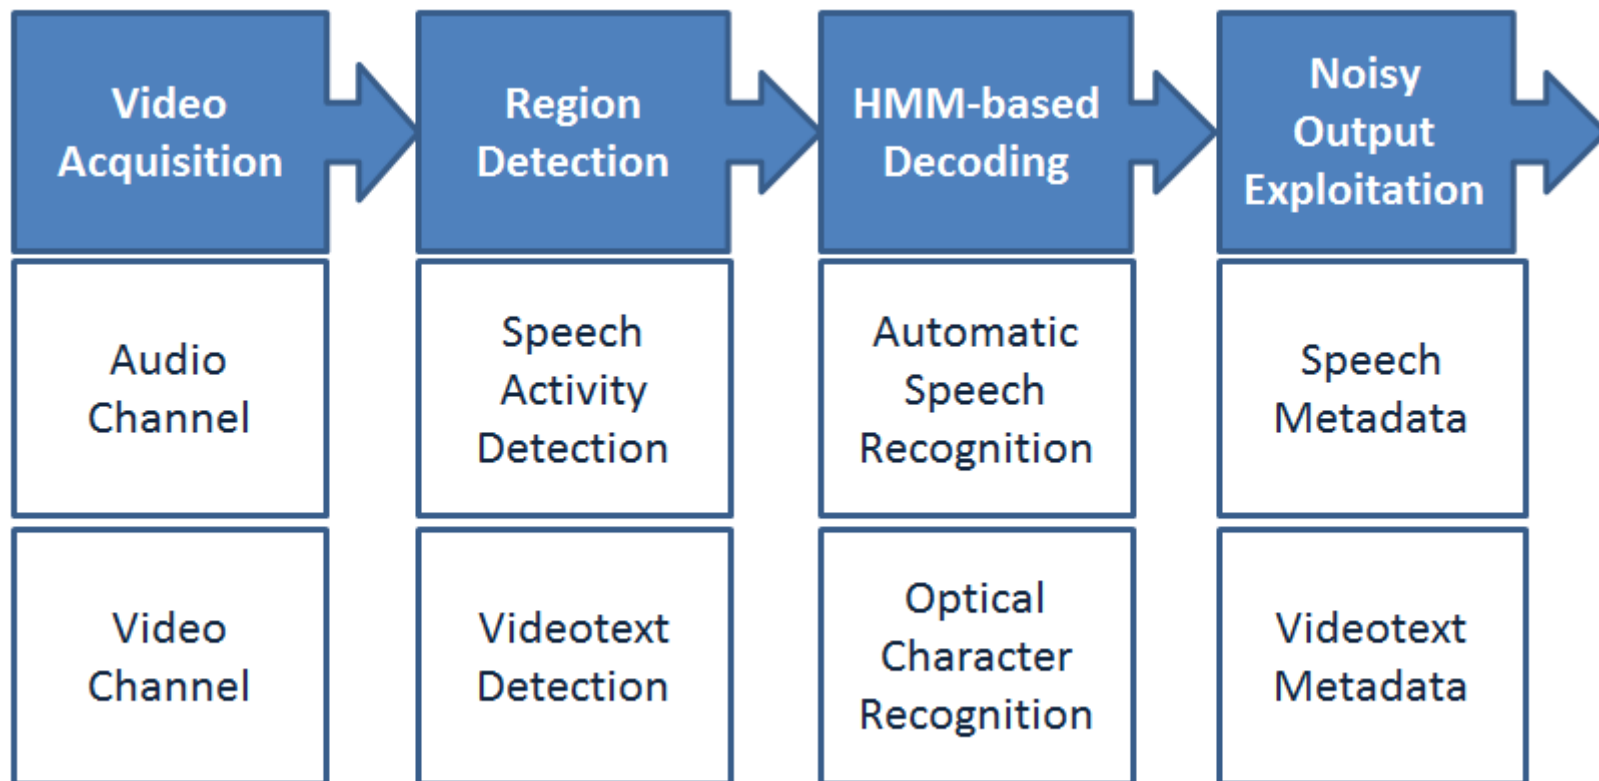 Video
Acquisition
Region
Detection
HMM-based
Decoding
Noisy
Output
Exploitation
Audio
Channel
Speech
Activity
Detection
Automatic
Speech
Recognition
Speech
Metadata
Video
Channel
Videotext
Detection
Optical
Character
Recognition
Videotext
Metadata